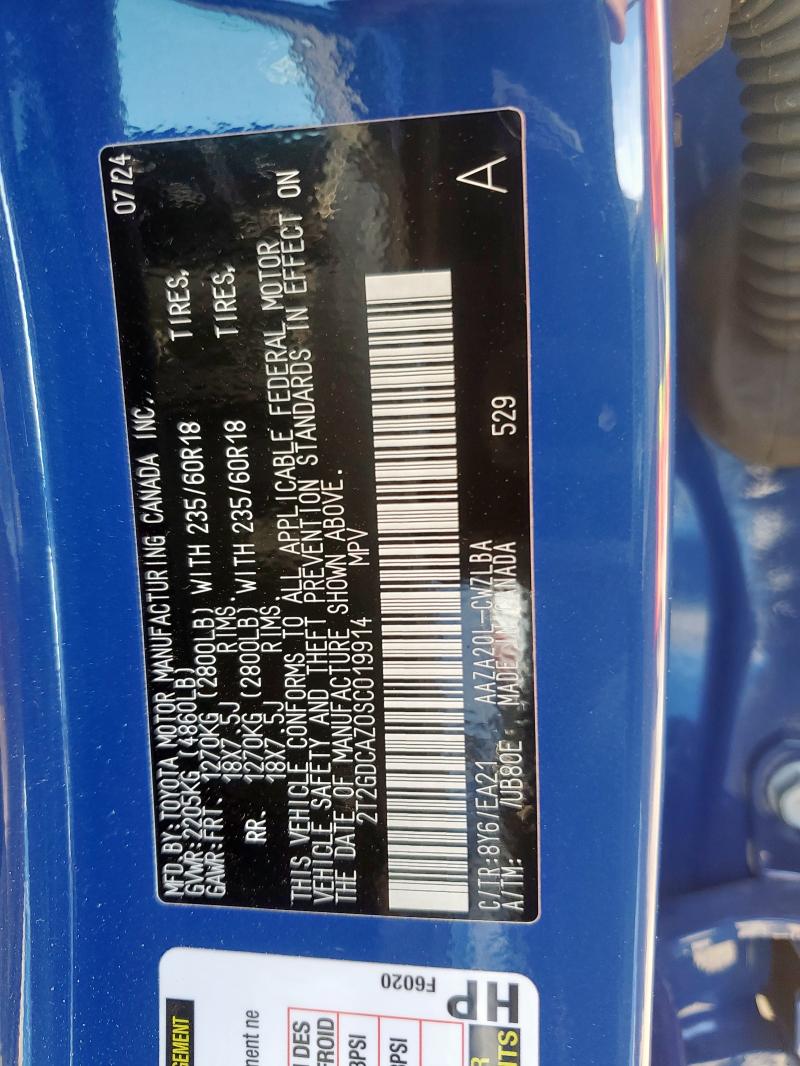 MFD.BY:TOYOTA MOTOR MANUFACTURING CANADA INC. 07/24
GVWR:2205KG (4860LB)
GAWR:FRT. 1270KG (2800LB) WITH 235/60R18 TIRES,
18X7.5J RIMS.
RR. 1270KG (2800LB) WITH 235/60R18 TIRES,
18X7.5J RIMS.
THIS VEHICLE CONFORMS TO ALL APPLICABLE FEDERAL MOTOR
VEHICLE SAFETY AND THEFT PREVENTION STANDARDS IN EFFECT ON
THE DATE OF MANUFACTURE SHOWN ABOVE.
2T2GDCAZ0SC019914 MPV
C/TR:8Y6/EA21 AAZA20L-CWZLBA 529 A
A/TM: /UB80E MADE IN CANADA
F6020
HP